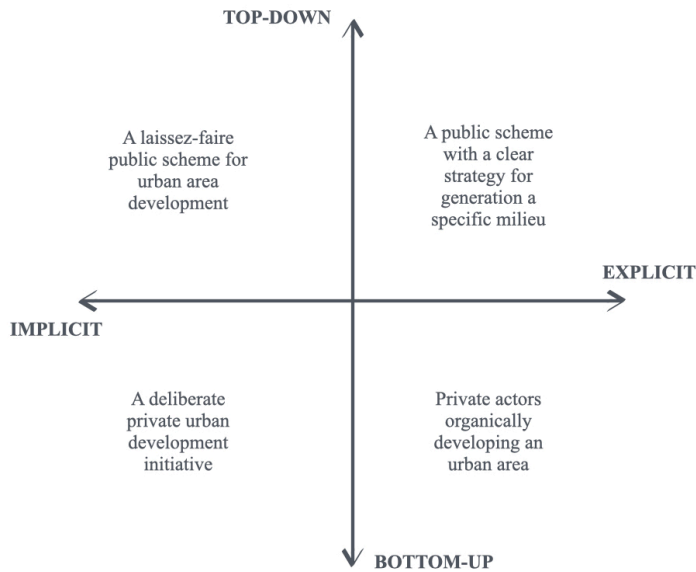 TOP-DOWN
A laissez-faire
public scheme for
urban area
development
A public scheme
with a clear
strategy for
generation a
specific milieu
EXPLICIT
IMPLICIT
A deliberate
private urban
development
initiative
Private actors
organically
developing an
urban area
BOTTOM-UP